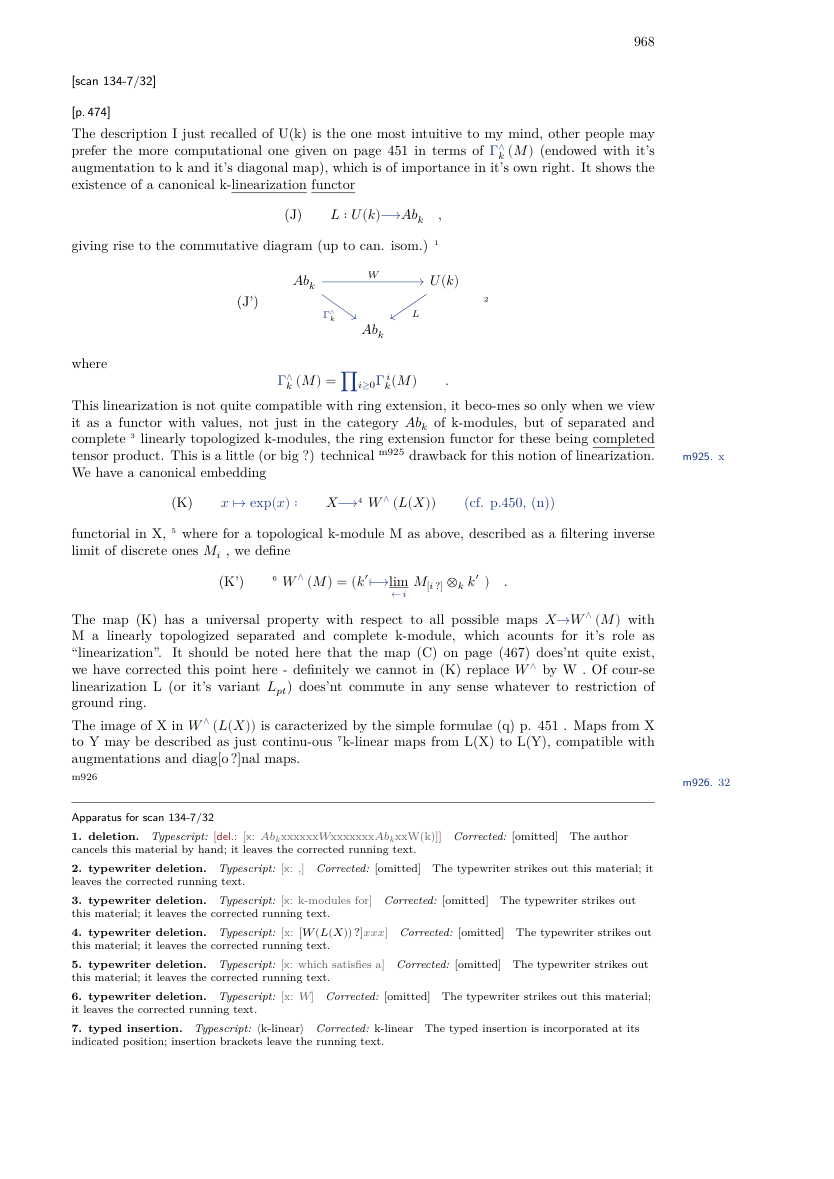 968
[scan 134-7/32]
[p. 474]
The description I just recalled of U(k) is the one most intuitive to my mind, other people may
prefer the more computational one given on page 451 in terms of Γ^∧_k (M) (endowed with it's
augmentation to k and it's diagonal map), which is of importance in it's own right. It shows the
existence of a canonical k-linearization functor
(J) L : U(k)⟶Ab_k ,
giving rise to the commutative diagram (up to can. isom.) 1
Ab_k W U(k)
(J') 2
Γ^∧_k L
Ab_k
where
Γ^∧_k (M) = ∏_{i≥0} Γ^i_k(M) .
This linearization is not quite compatible with ring extension, it beco-mes so only when we view
it as a functor with values, not just in the category Ab_k of k-modules, but of separated and
complete 3 linearly topologized k-modules, the ring extension functor for these being completed
tensor product. This is a little (or big ?) technical m925 drawback for this notion of linearization.
m925. x
We have a canonical embedding
(K) x ↦ exp(x) : X⟶4 W^∧ (L(X)) (cf. p.450, (n))
functorial in X, 5 where for a topological k-module M as above, described as a filtering inverse
limit of discrete ones M_i , we define
(K') 6 W^∧ (M) = (k′⟼lim_{← i} M_{[i ?]} ⊗_k k′ ) .
The map (K) has a universal property with respect to all possible maps X→W^∧ (M) with
M a linearly topologized separated and complete k-module, which acounts for it's role as
“linearization”. It should be noted here that the map (C) on page (467) does'nt quite exist,
we have corrected this point here - definitely we cannot in (K) replace W^∧ by W . Of cour-se
linearization L (or it's variant L_pt) does'nt commute in any sense whatever to restriction of
ground ring.
The image of X in W^∧ (L(X)) is caracterized by the simple formulae (q) p. 451 . Maps from X
to Y may be described as just continu-ous 7k-linear maps from L(X) to L(Y), compatible with
augmentations and diag[o ?]nal maps.
m926
m926. 32
Apparatus for scan 134-7/32
1. deletion. Typescript: [del.: [x: Ab_kxxxxxxWxxxxxxxAb_kxxW(k)]] Corrected: [omitted] The author
cancels this material by hand; it leaves the corrected running text.
2. typewriter deletion. Typescript: [x: ,] Corrected: [omitted] The typewriter strikes out this material; it
leaves the corrected running text.
3. typewriter deletion. Typescript: [x: k-modules for] Corrected: [omitted] The typewriter strikes out
this material; it leaves the corrected running text.
4. typewriter deletion. Typescript: [x: [W(L(X)) ?]xxx] Corrected: [omitted] The typewriter strikes out
this material; it leaves the corrected running text.
5. typewriter deletion. Typescript: [x: which satisfies a] Corrected: [omitted] The typewriter strikes out
this material; it leaves the corrected running text.
6. typewriter deletion. Typescript: [x: W] Corrected: [omitted] The typewriter strikes out this material;
it leaves the corrected running text.
7. typed insertion. Typescript: ⟨k-linear⟩ Corrected: k-linear The typed insertion is incorporated at its
indicated position; insertion brackets leave the running text.